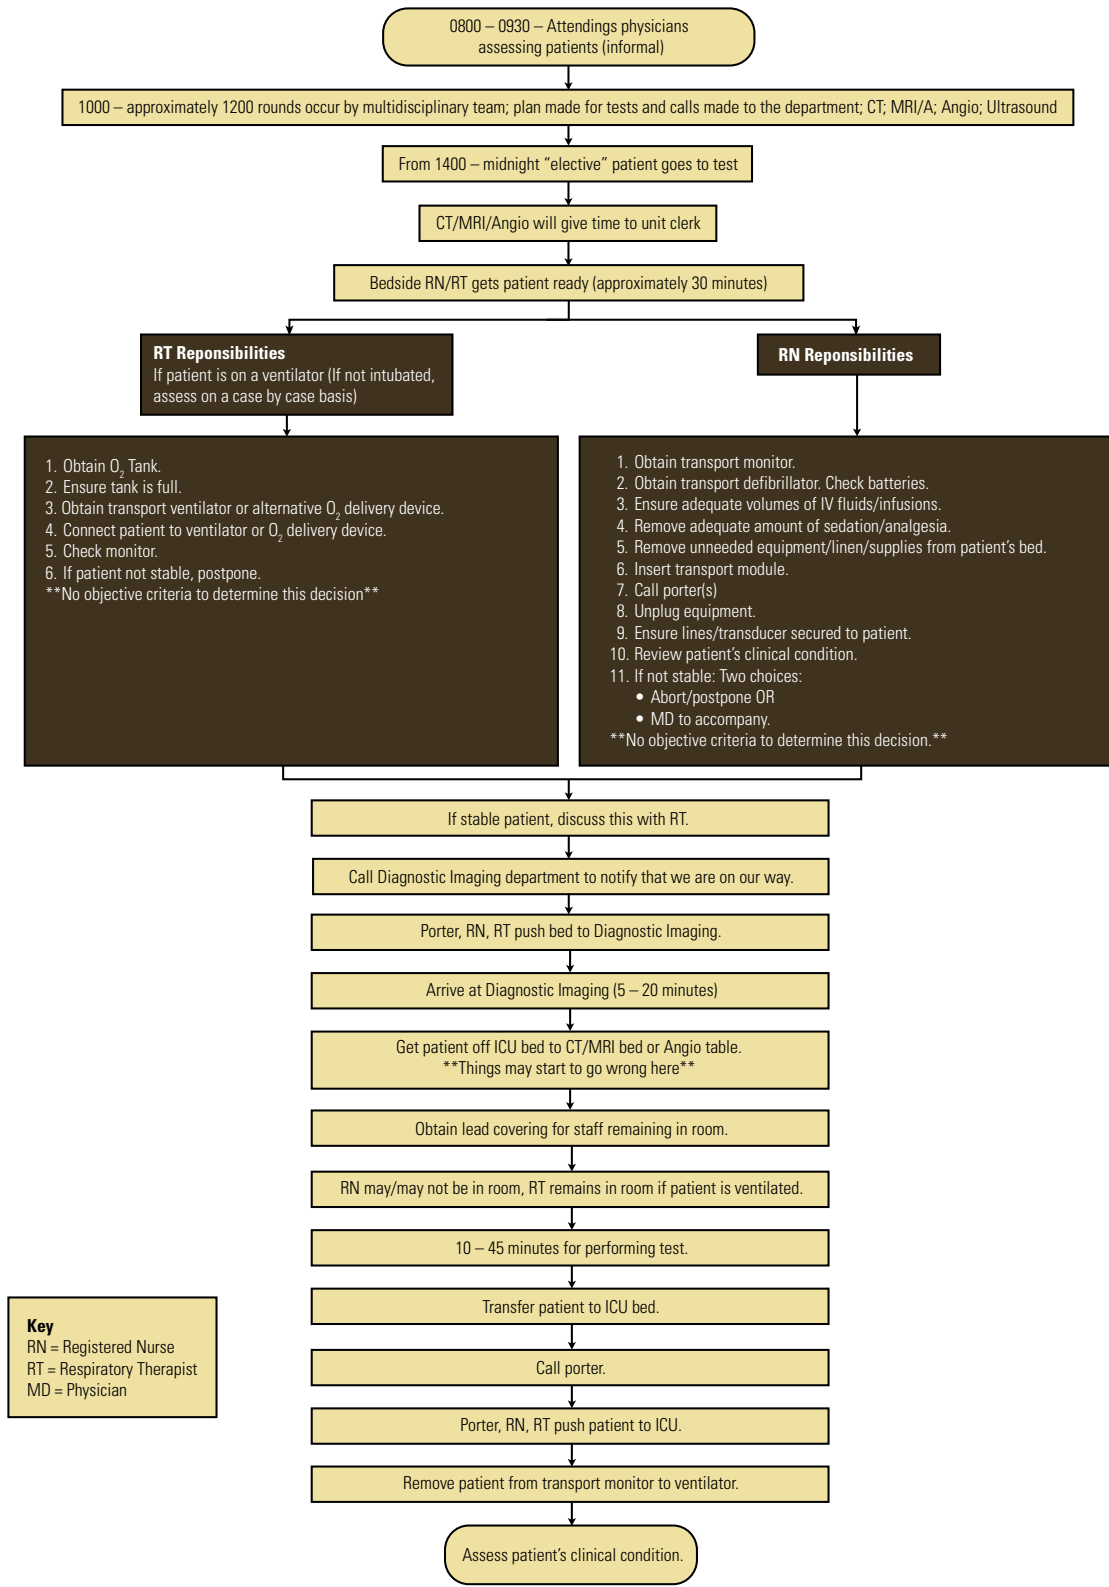 0800 – 0930 – Attendings physicians
assessing patients (informal)
1000 – approximately 1200 rounds occur by multidisciplinary team; plan made for tests and calls made to the department; CT; MRI/A; Angio; Ultrasound
From 1400 – midnight “elective” patient goes to test
CT/MRI/Angio will give time to unit clerk
Bedside RN/RT gets patient ready (approximately 30 minutes)
RT Reponsibilities
If patient is on a ventilator (If not intubated,
assess on a case by case basis)
RN Reponsibilities
1. Obtain O₂ Tank.
2. Ensure tank is full.
3. Obtain transport ventilator or alternative O₂ delivery device.
4. Connect patient to ventilator or O₂ delivery device.
5. Check monitor.
6. If patient not stable, postpone.
**No objective criteria to determine this decision**
1. Obtain transport monitor.
2. Obtain transport defibrillator. Check batteries.
3. Ensure adequate volumes of IV fluids/infusions.
4. Remove adequate amount of sedation/analgesia.
5. Remove unneeded equipment/linen/supplies from patient’s bed.
6. Insert transport module.
7. Call porter(s)
8. Unplug equipment.
9. Ensure lines/transducer secured to patient.
10. Review patient’s clinical condition.
11. If not stable: Two choices:
• Abort/postpone OR
• MD to accompany.
**No objective criteria to determine this decision.**
If stable patient, discuss this with RT.
Call Diagnostic Imaging department to notify that we are on our way.
Porter, RN, RT push bed to Diagnostic Imaging.
Arrive at Diagnostic Imaging (5 – 20 minutes)
Get patient off ICU bed to CT/MRI bed or Angio table.
**Things may start to go wrong here**
Obtain lead covering for staff remaining in room.
RN may/may not be in room, RT remains in room if patient is ventilated.
10 – 45 minutes for performing test.
Transfer patient to ICU bed.
Call porter.
Porter, RN, RT push patient to ICU.
Remove patient from transport monitor to ventilator.
Assess patient’s clinical condition.
Key
RN = Registered Nurse
RT = Respiratory Therapist
MD = Physician